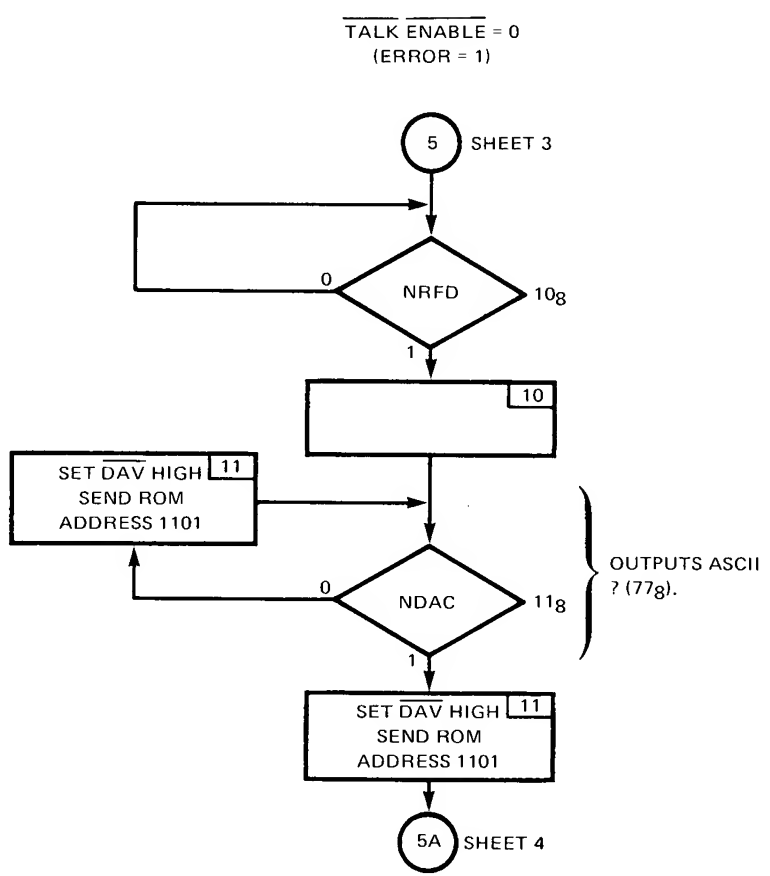 TALK ENABLE = 0
(ERROR = 1)
5 SHEET 3
0 NRFD 10₈
1
10
SET DAV HIGH 11
SEND ROM
ADDRESS 1101
0 NDAC 11₈
1
OUTPUTS ASCII
? (77₈).
SET DAV HIGH 11
SEND ROM
ADDRESS 1101
5A SHEET 4